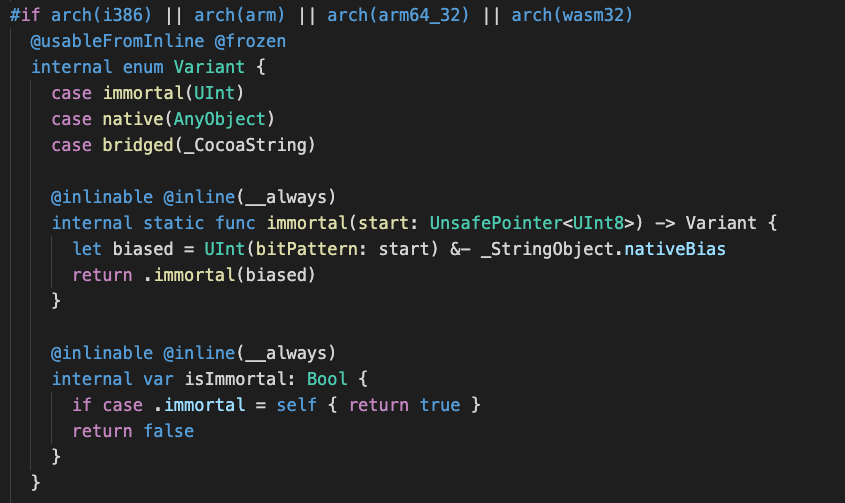 #if arch(i386) || arch(arm) || arch(arm64_32) || arch(wasm32)
  @usableFromInline @frozen
  internal enum Variant {
    case immortal(UInt)
    case native(AnyObject)
    case bridged(_CocoaString)

    @inlinable @inline(__always)
    internal static func immortal(start: UnsafePointer<UInt8>) -> Variant {
      let biased = UInt(bitPattern: start) &- _StringObject.nativeBias
      return .immortal(biased)
    }

    @inlinable @inline(__always)
    internal var isImmortal: Bool {
      if case .immortal = self { return true }
      return false
    }
  }